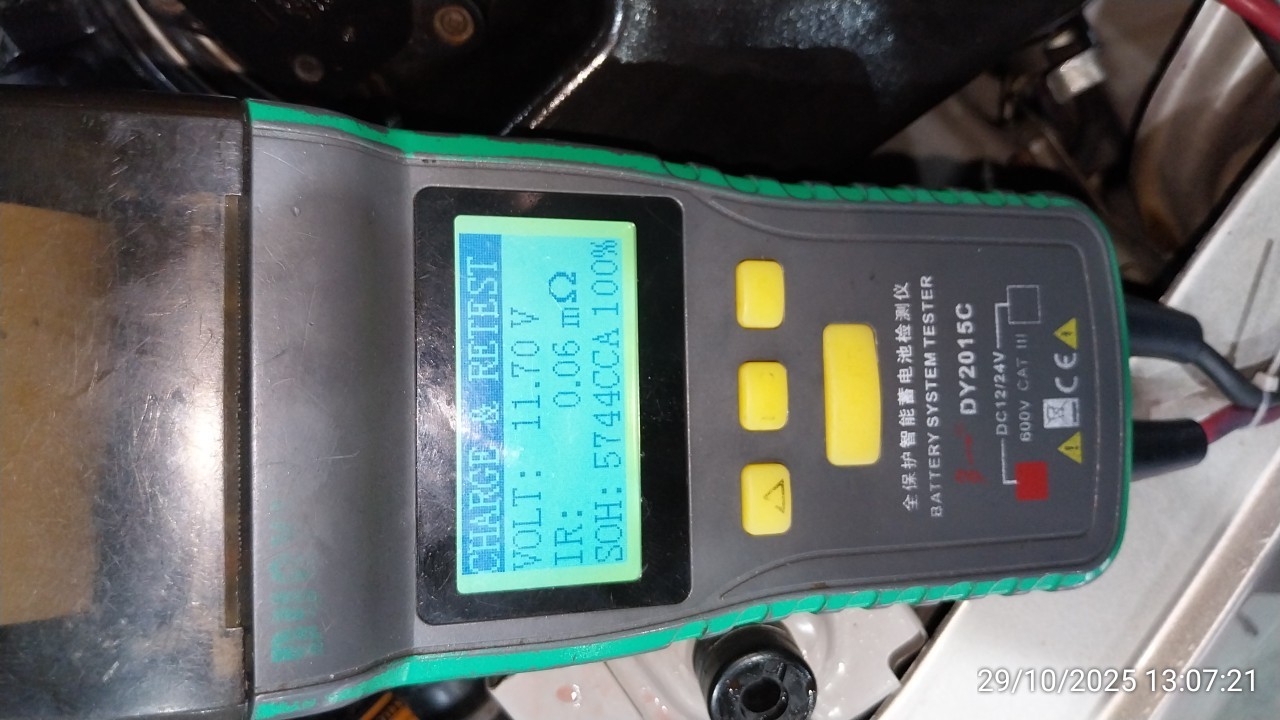 CHARGE & RETEST
VOLT: 11.70 V
IR: 0.06 mΩ
SOH: 5744CCA 100%
全保护智能蓄电池检测仪
BATTERY SYSTEM TESTER
DY2015C
DC12/24V
600V CAT III
CE
29/10/2025 13:07:21